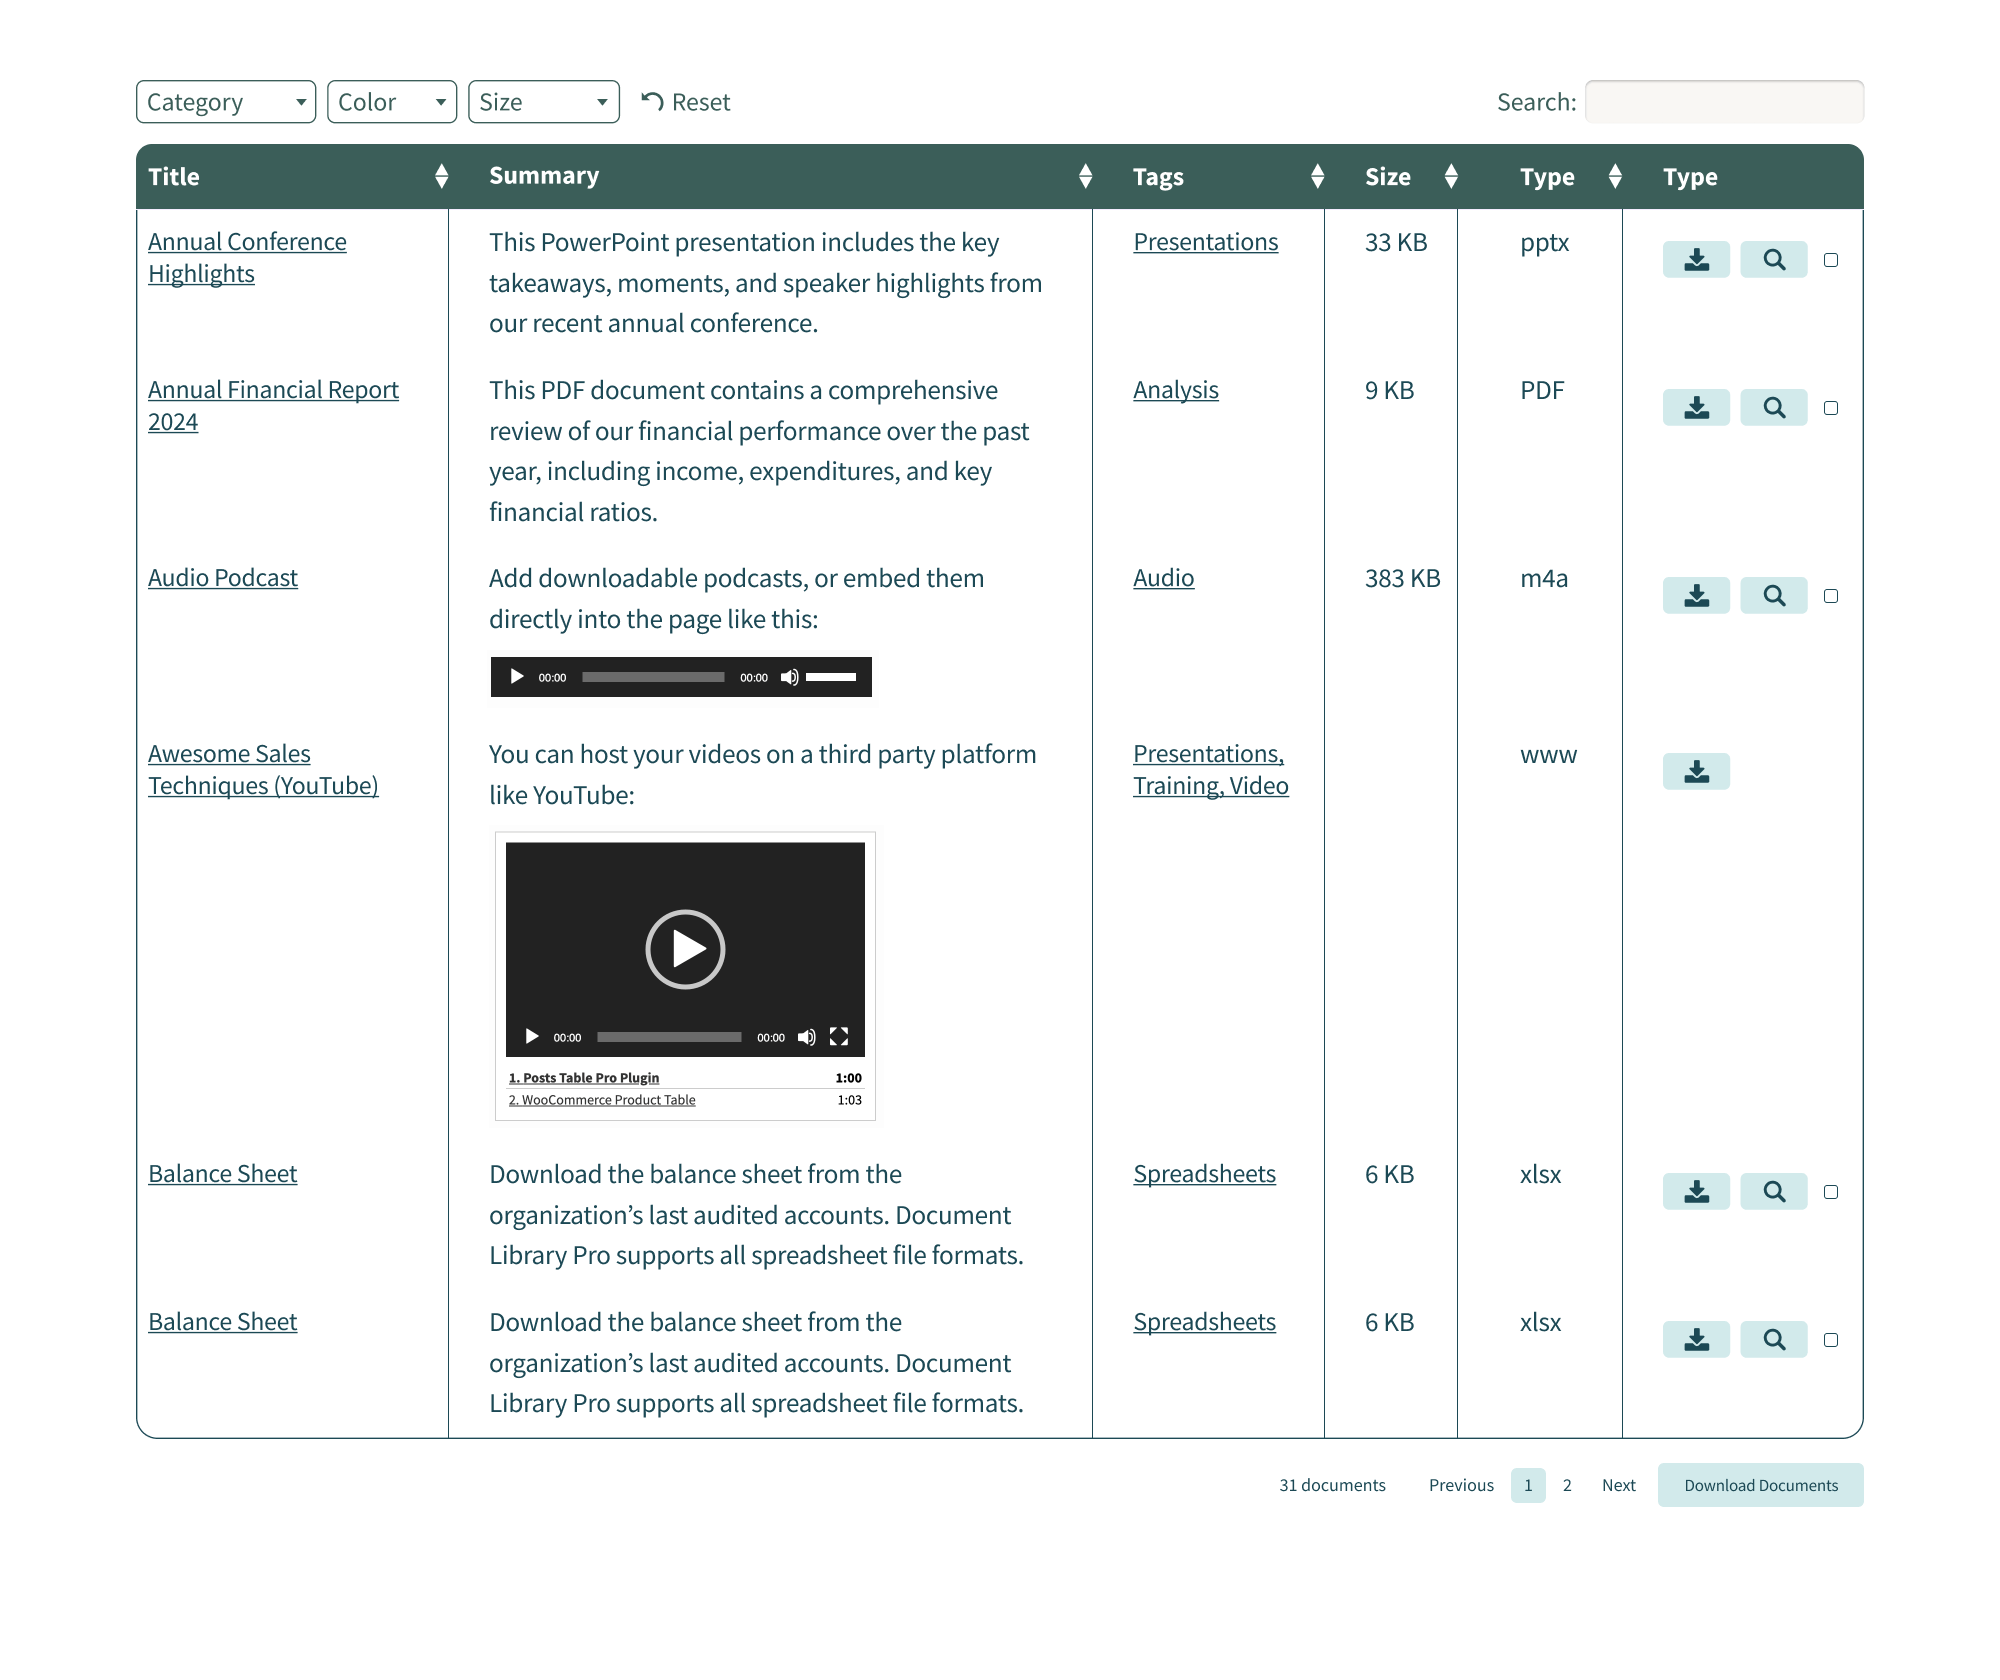 Category Color Size Reset Search:
Title Summary Tags Size Type Type
Annual Conference
Highlights
This PowerPoint presentation includes the key
takeaways, moments, and speaker highlights from
our recent annual conference.
Presentations
33 KB
pptx
Annual Financial Report
2024
This PDF document contains a comprehensive
review of our financial performance over the past
year, including income, expenditures, and key
financial ratios.
Analysis
9 KB
PDF
Audio Podcast
Add downloadable podcasts, or embed them
directly into the page like this:
00:00 00:00
Audio
383 KB
m4a
Awesome Sales
Techniques (YouTube)
You can host your videos on a third party platform
like YouTube:
00:00 00:00
1. Posts Table Pro Plugin 1:00
2. WooCommerce Product Table 1:03
Presentations,
Training, Video
www
Balance Sheet
Download the balance sheet from the
organization’s last audited accounts. Document
Library Pro supports all spreadsheet file formats.
Spreadsheets
6 KB
xlsx
Balance Sheet
Download the balance sheet from the
organization’s last audited accounts. Document
Library Pro supports all spreadsheet file formats.
Spreadsheets
6 KB
xlsx
31 documents Previous 1 2 Next Download Documents